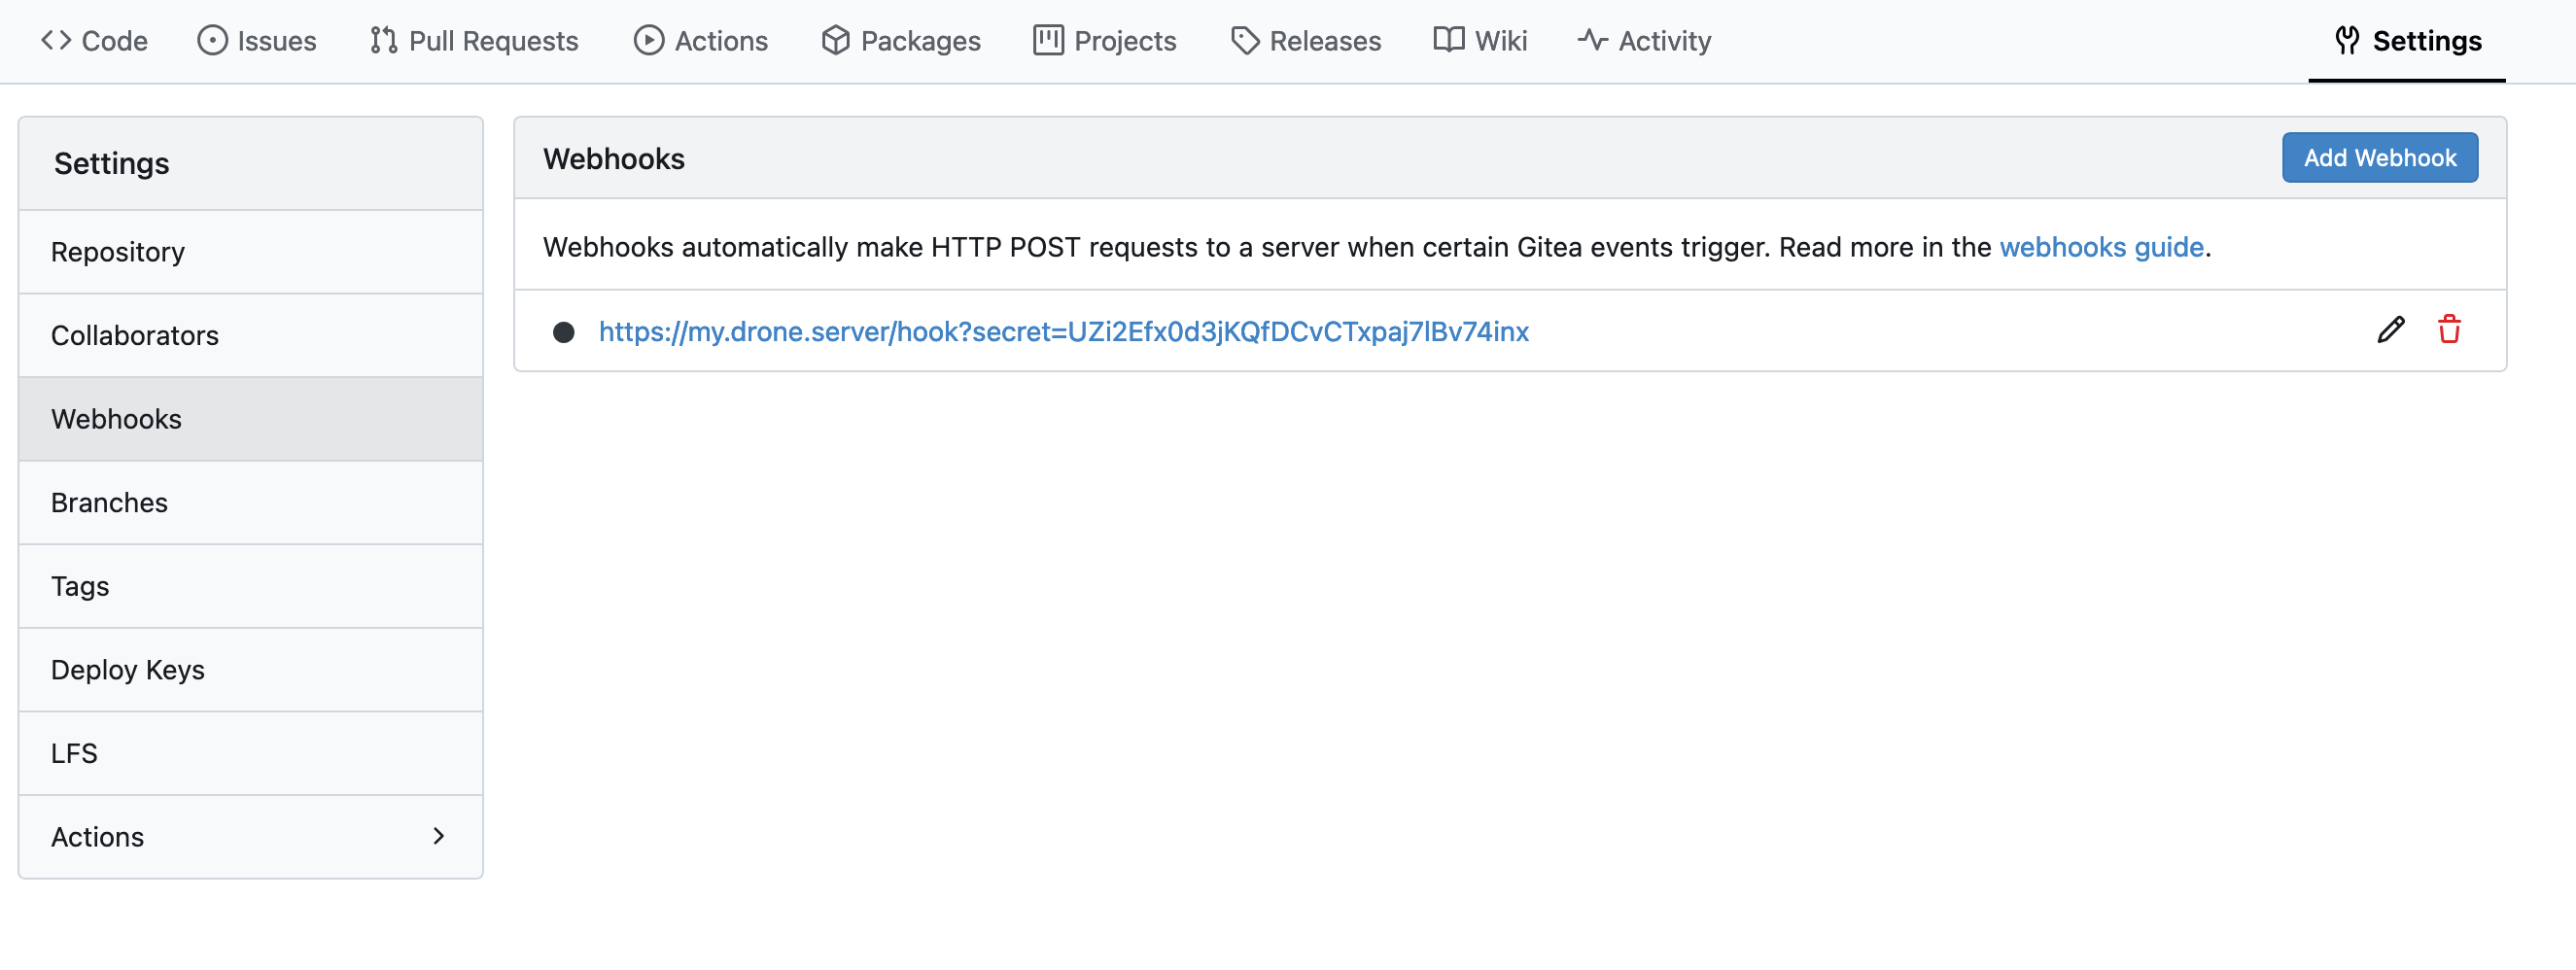 Code Issues Pull Requests Actions Packages Projects Releases Wiki Activity Settings
Settings
Repository
Collaborators
Webhooks
Branches
Tags
Deploy Keys
LFS
Actions
Webhooks Add Webhook
Webhooks automatically make HTTP POST requests to a server when certain Gitea events trigger. Read more in the webhooks guide.
https://my.drone.server/hook?secret=UZi2Efx0d3jKQfDCvCTxpaj7lBv74inx